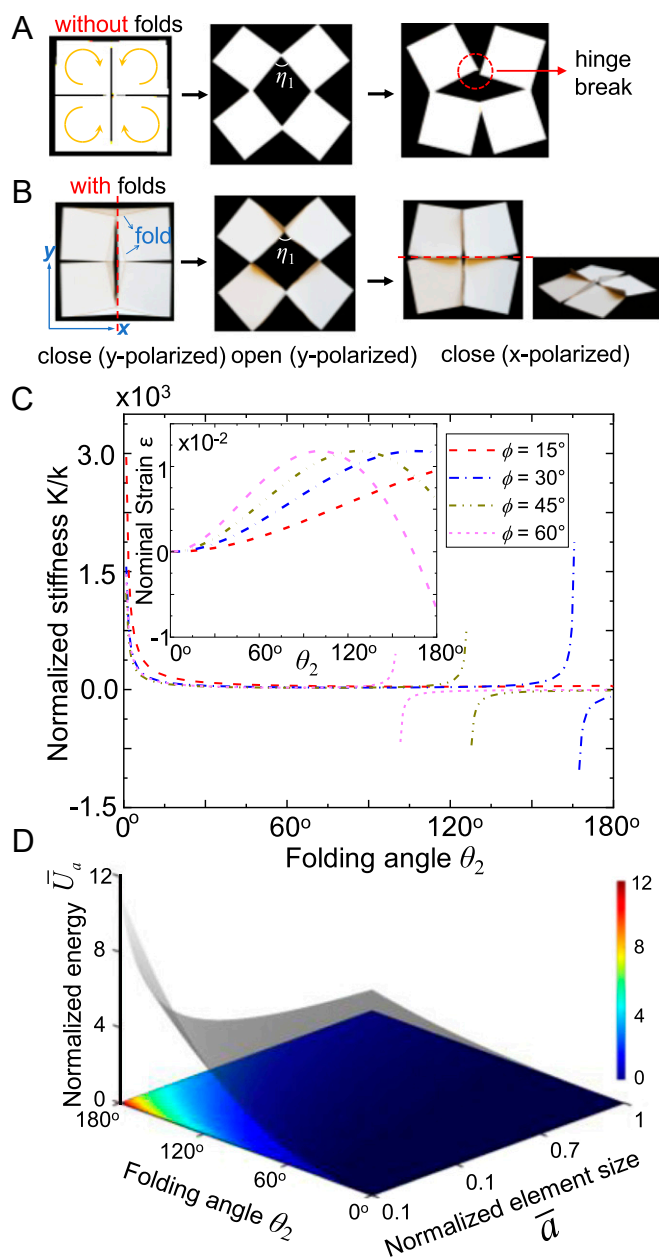 A
without folds
η1
hinge
break
B
with folds
fold
y
x
η1
close (y-polarized) open (y-polarized) close (x-polarized)
C
x10³
3.0
1.5
0.0
-1.5
Normalized stiffness K/k
x10⁻²
1
0
-1
Nominal Strain ε
0° 60° 120° 180°
θ2
ϕ = 15°
ϕ = 30°
ϕ = 45°
ϕ = 60°
0° 60° 120° 180°
Folding angle θ2
D
Normalized energy Ūa
12
8
4
0
180°
120°
60°
0°
Folding angle θ2
0.1
0.1
0.7
1
Normalized element size
a̅
12
8
4
0